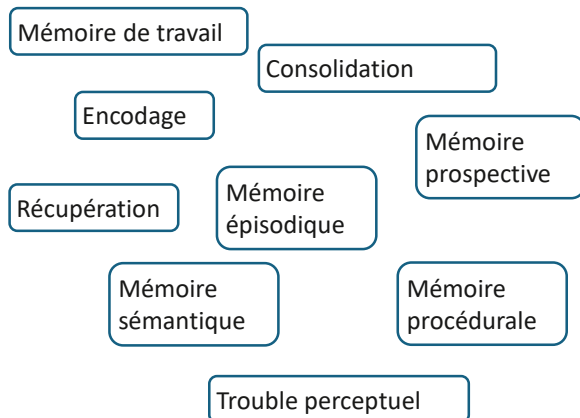 Mémoire de travail
Consolidation
Encodage
Mémoire
prospective
Récupération
Mémoire
épisodique
Mémoire
sémantique
Mémoire
procédurale
Trouble perceptuel